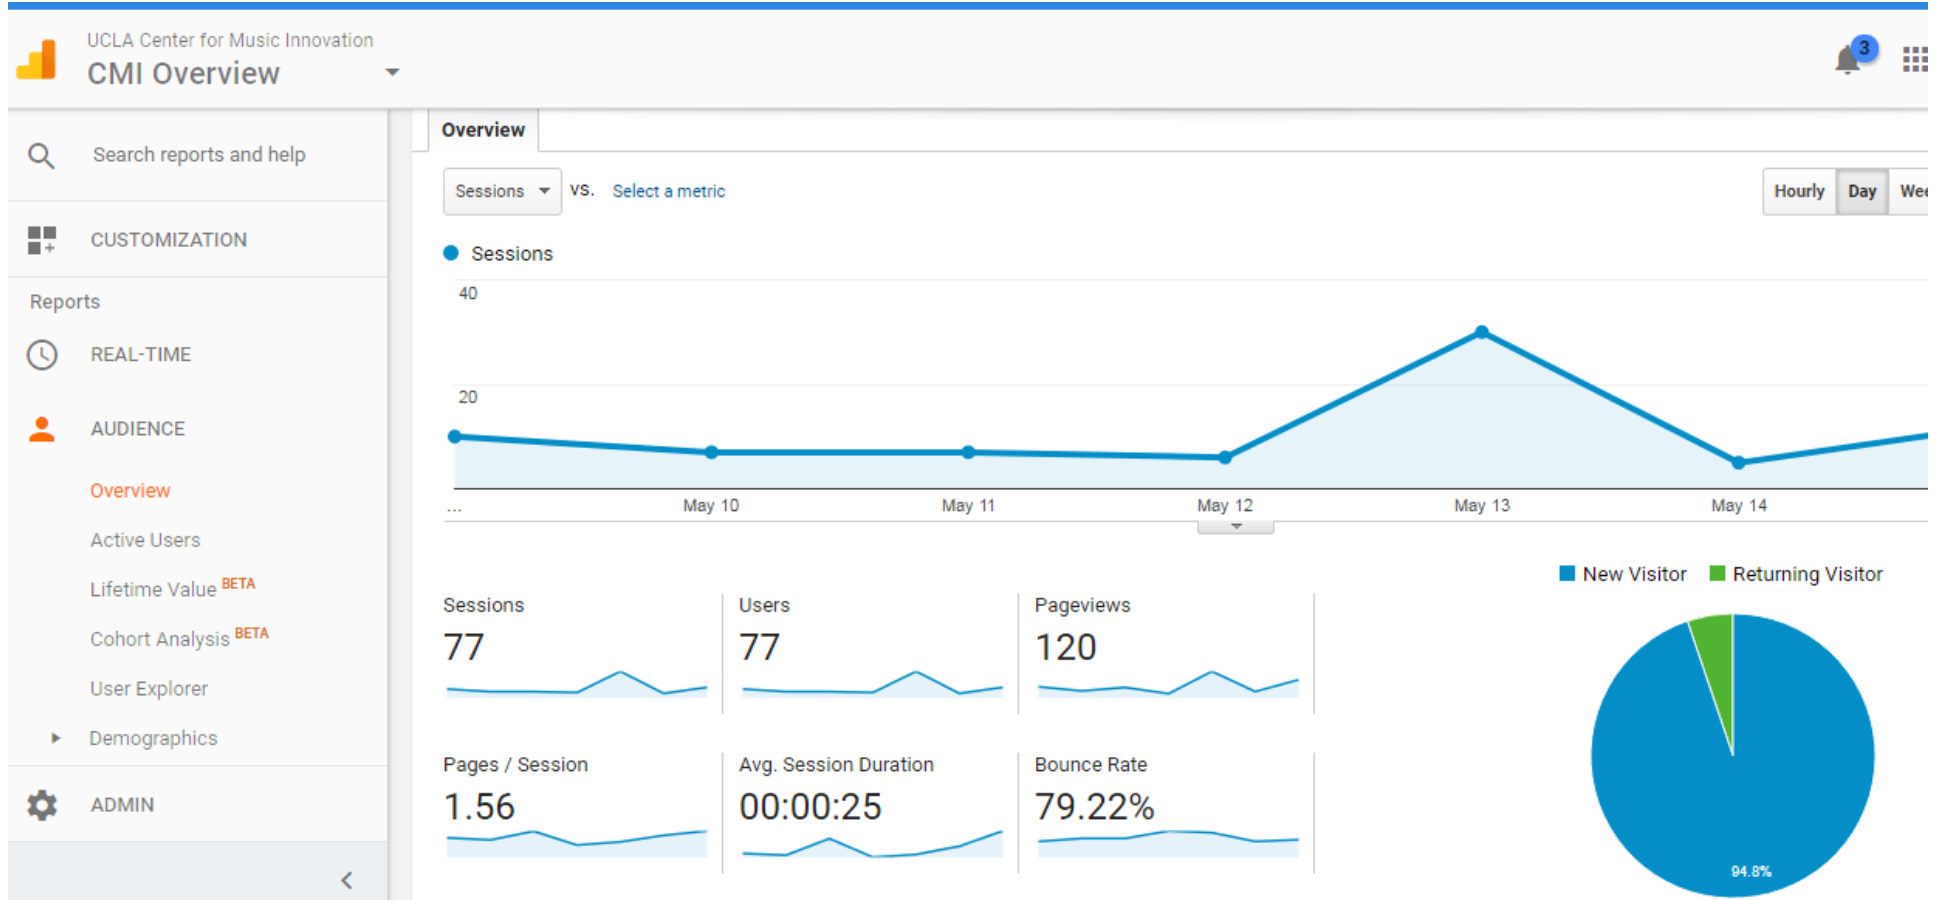 UCLA Center for Music Innovation
CMI Overview
3
Search reports and help
CUSTOMIZATION
Reports
REAL-TIME
AUDIENCE
Overview
Active Users
Lifetime Value BETA
Cohort Analysis BETA
User Explorer
Demographics
ADMIN
Overview
Sessions vs. Select a metric
Hourly Day Wee
Sessions
40
20
... May 10 May 11 May 12 May 13 May 14
New Visitor Returning Visitor
Sessions Users Pageviews
77 77 120
Pages / Session Avg. Session Duration Bounce Rate
1.56 00:00:25 79.22%
94.8%